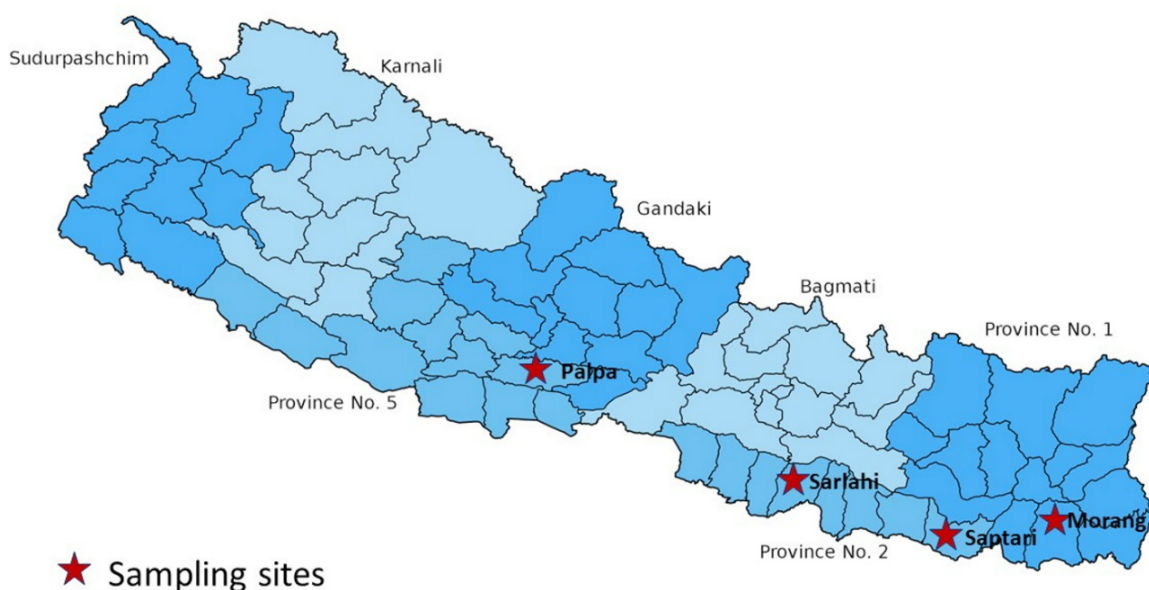 Sudurpashchim
Karnali
Gandaki
Bagmati
Province No. 1
Palpa
Province No. 5
Sarlahi
Morang
Saptari
Province No. 2
Sampling sites